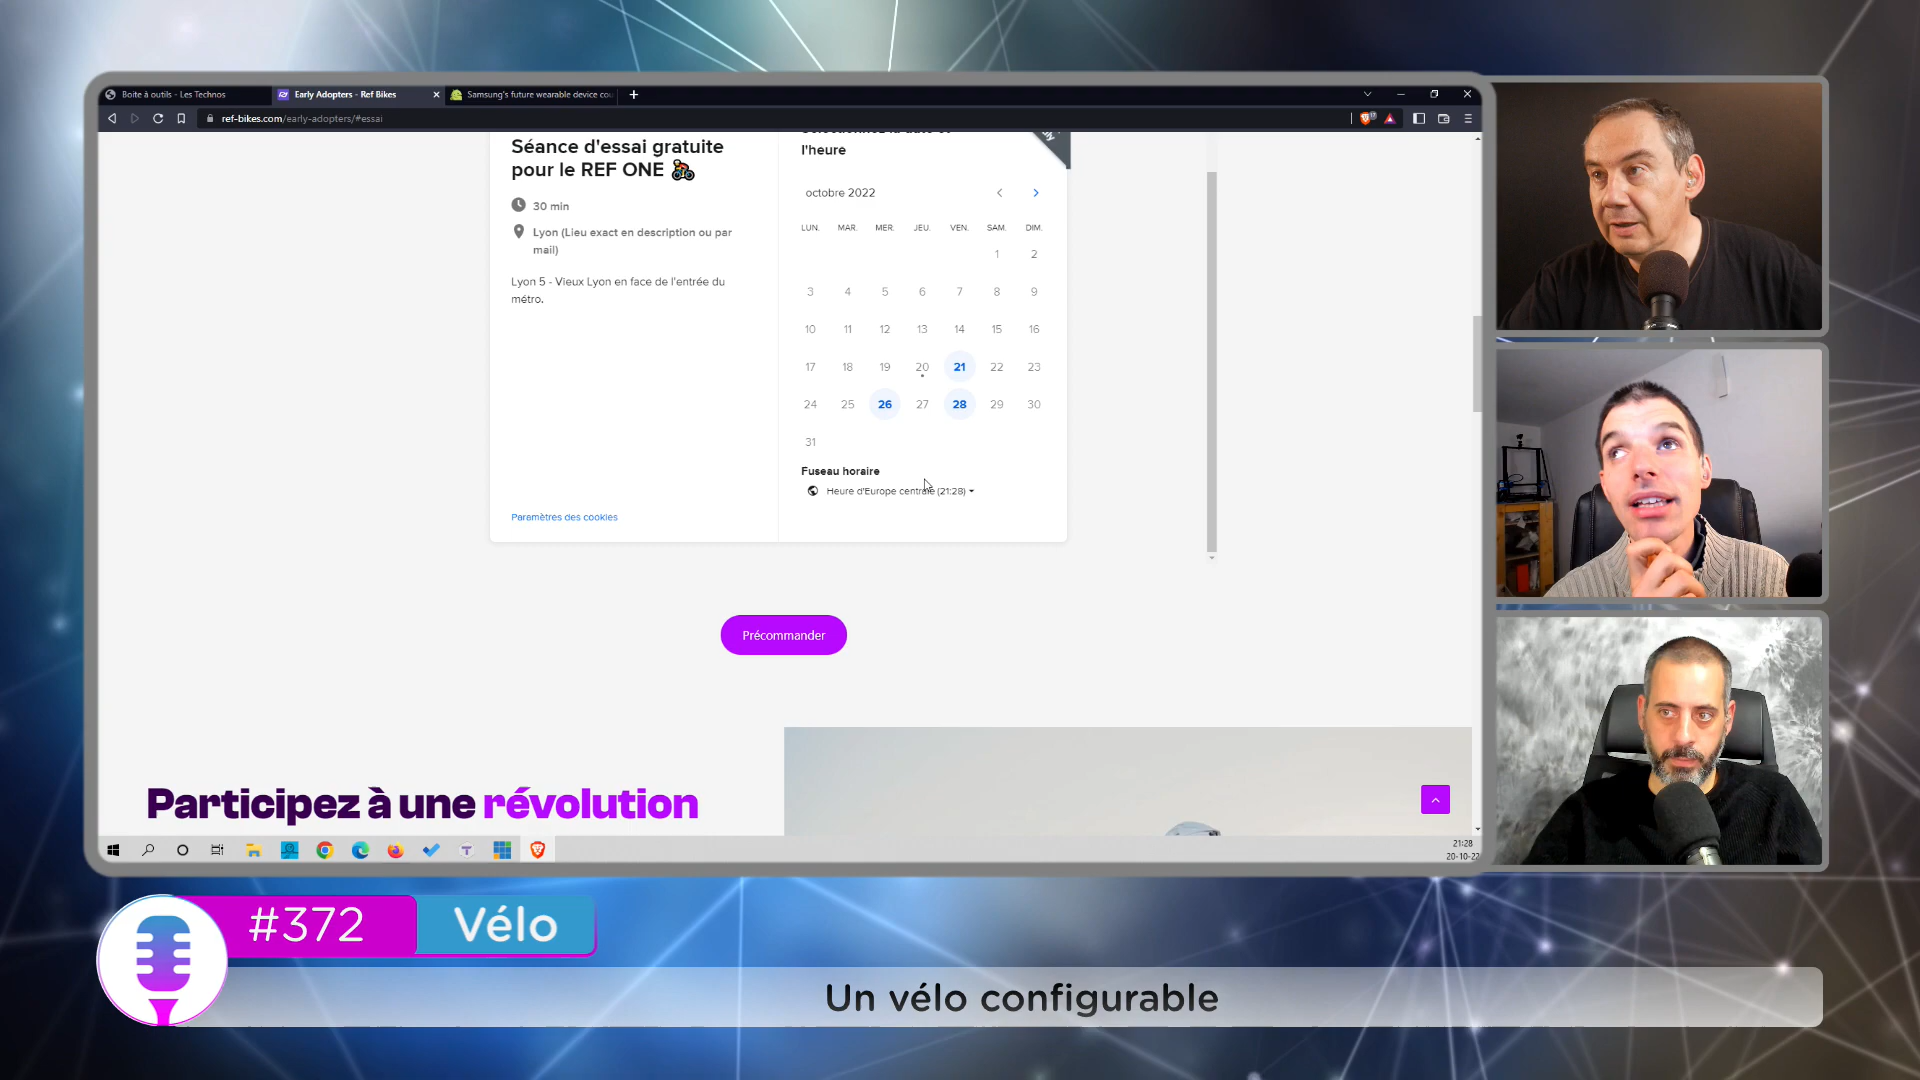 Boite à outils - Les Technos
Early Adopters - Ref Bikes
Samsung's future wearable device cou
ref-bikes.com/early-adopters/#essai
Séance d'essai gratuite
pour le REF ONE
30 min
Lyon (Lieu exact en description ou par
mail)
Lyon 5 - Vieux Lyon en face de l'entrée du
métro.
Paramètres des cookies
l'heure
octobre 2022
LUN. MAR. MER. JEU. VEN. SAM. DIM.
1 2
3 4 5 6 7 8 9
10 11 12 13 14 15 16
17 18 19 20 21 22 23
24 25 26 27 28 29 30
31
Fuseau horaire
Heure d'Europe centrale (21:28)
Précommander
Participez à une révolution
21:28
20-10-22
#372
Vélo
Un vélo configurable